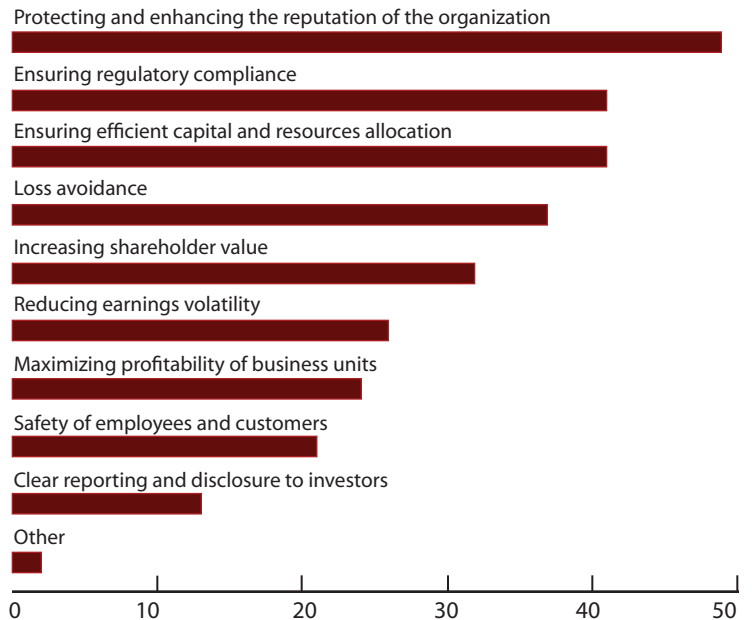 Protecting and enhancing the reputation of the organization
Ensuring regulatory compliance
Ensuring efficient capital and resources allocation
Loss avoidance
Increasing shareholder value
Reducing earnings volatility
Maximizing profitability of business units
Safety of employees and customers
Clear reporting and disclosure to investors
Other
0 10 20 30 40 50